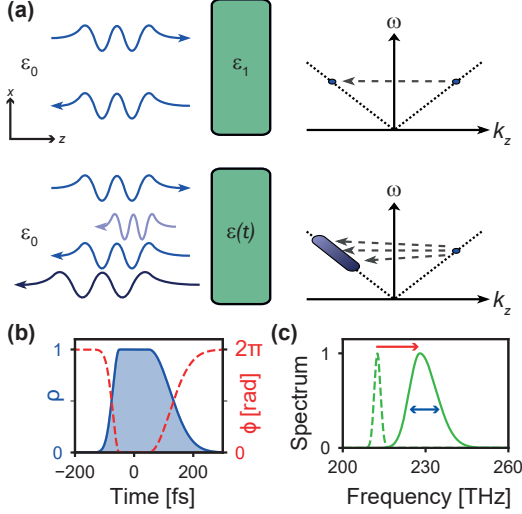 (a)
ε0
ε1
ω
kz
x
z
ε0
ε(t)
ω
kz
(b)
(c)
1
2π
ρ
ϕ [rad]
0
0
−200
0
200
Time [fs]
1
Spectrum
0
200
230
260
Frequency [THz]